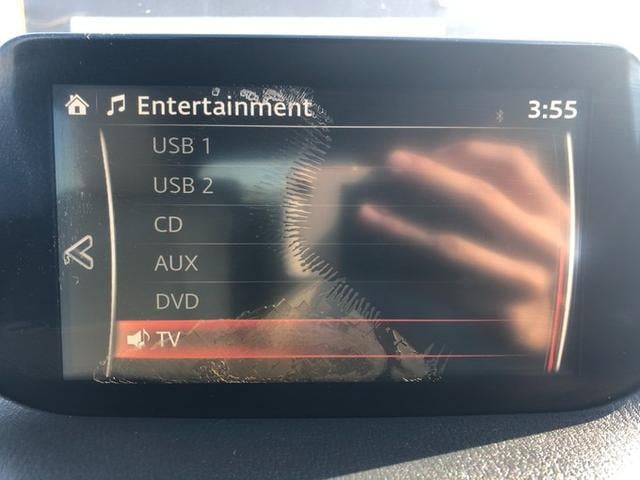 Entertainment 3:55
USB 1
USB 2
CD
AUX
DVD
TV